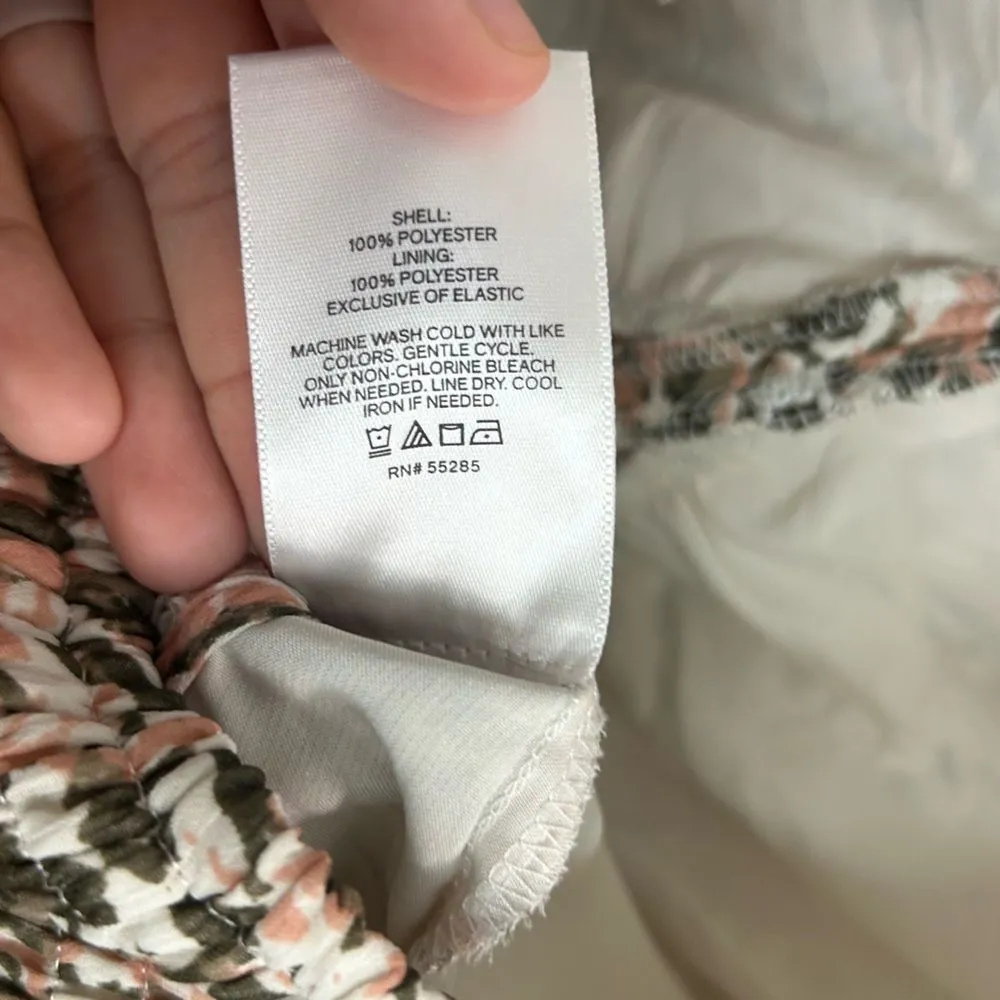 SHELL:
100% POLYESTER
LINING:
100% POLYESTER
EXCLUSIVE OF ELASTIC
MACHINE WASH COLD WITH LIKE
COLORS. GENTLE CYCLE.
ONLY NON-CHLORINE BLEACH
WHEN NEEDED. LINE DRY. COOL
IRON IF NEEDED.
RN# 55285